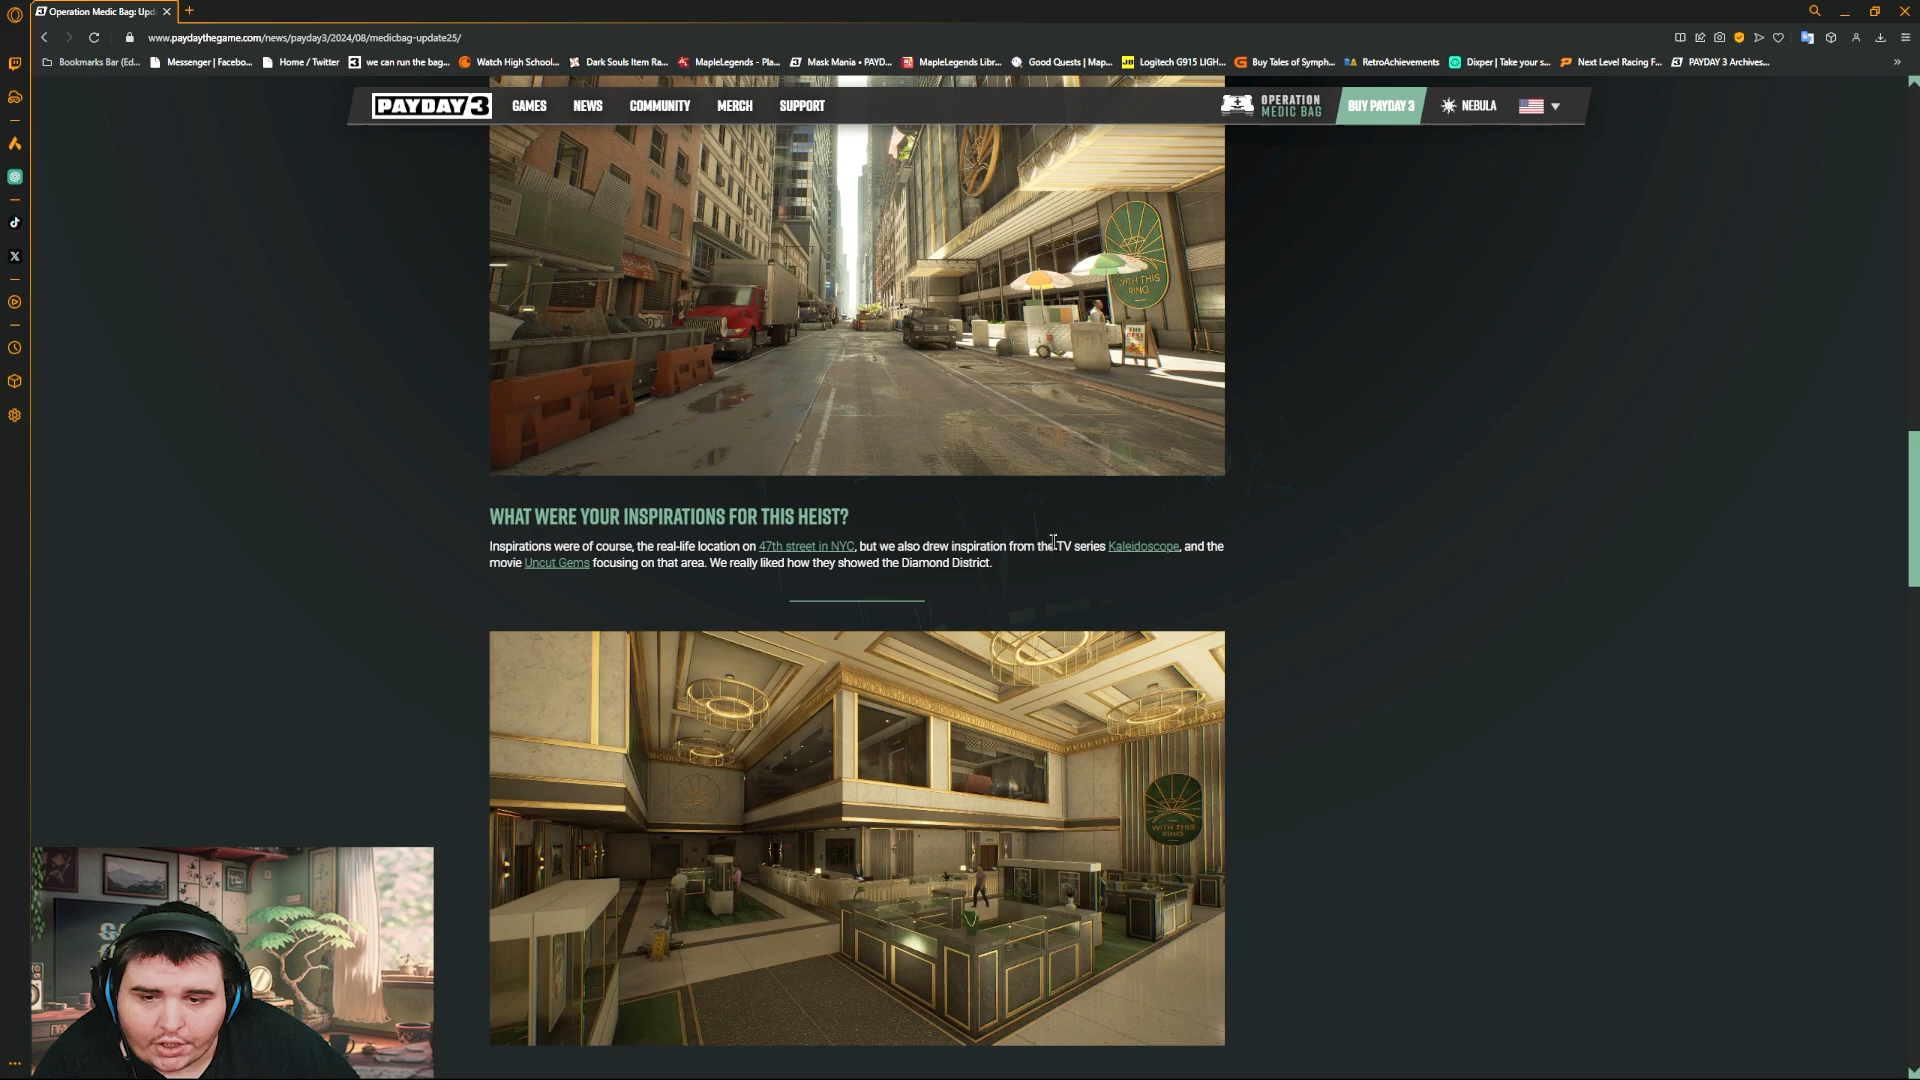 Operation Medic Bag: Upd
www.paydaythegame.com/news/payday3/2024/08/medicbag-update25/
Bookmarks Bar (Ed... Messenger | Facebo... Home / Twitter we can run the bag... Watch High School... Dark Souls Item Ra... MapleLegends - Pla... Mask Mania • PAYD... MapleLegends Libr... Good Quests | Map... Logitech G915 LIGH... Buy Tales of Symph... RetroAchievements Dixper | Take your s... Next Level Racing F... PAYDAY 3 Archives...
PAYDAY 3 GAMES NEWS COMMUNITY MERCH SUPPORT OPERATION MEDIC BAG BUY PAYDAY 3 NEBULA
WITH THIS
RING
THE
BEST
WHAT WERE YOUR INSPIRATIONS FOR THIS HEIST?
Inspirations were of course, the real-life location on 47th street in NYC, but we also drew inspiration from the TV series Kaleidoscope, and the
movie Uncut Gems focusing on that area. We really liked how they showed the Diamond District.
WITH THIS
RING